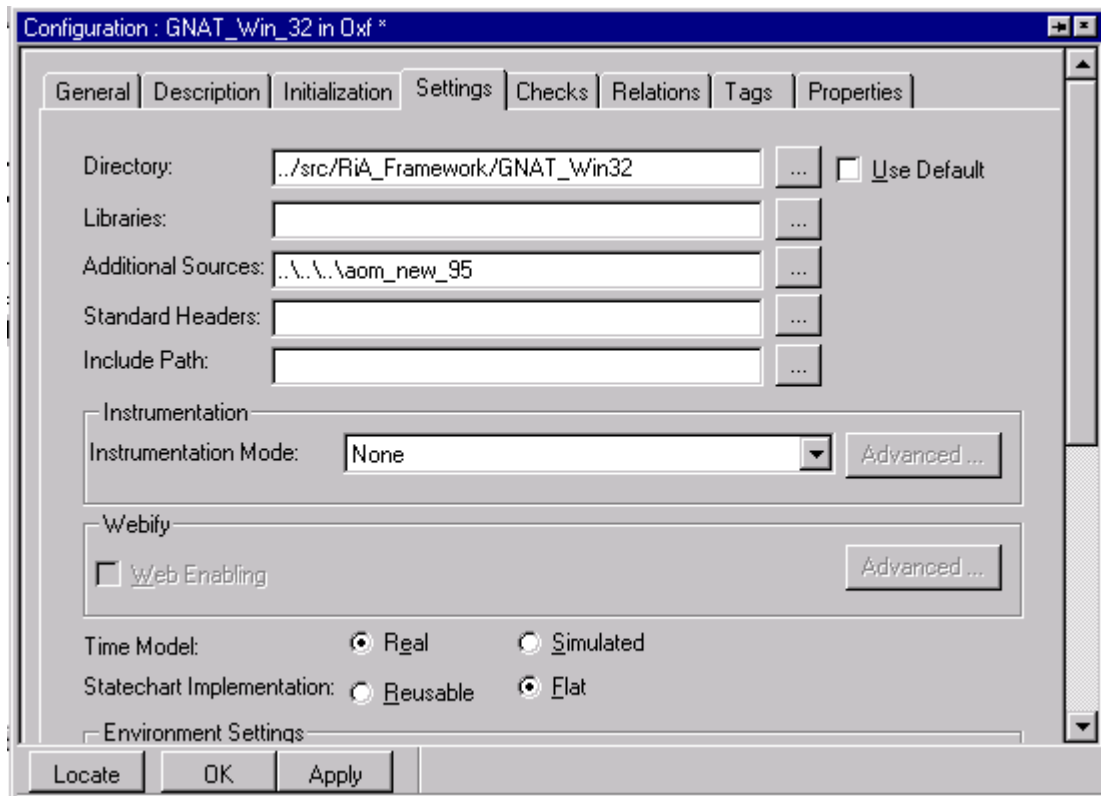 Configuration : GNAT_Win_32 in Oxf *
General Description Initialization Settings Checks Relations Tags Properties
Directory: ../src/RiA_Framework/GNAT_Win32 ... Use Default
Libraries: ...
Additional Sources: ..\..\..\aom_new_95 ...
Standard Headers: ...
Include Path: ...
Instrumentation
Instrumentation Mode: None Advanced ...
Webify
Web Enabling Advanced ...
Time Model: Real Simulated
Statechart Implementation: Reusable Flat
Environment Settings
Locate OK Apply